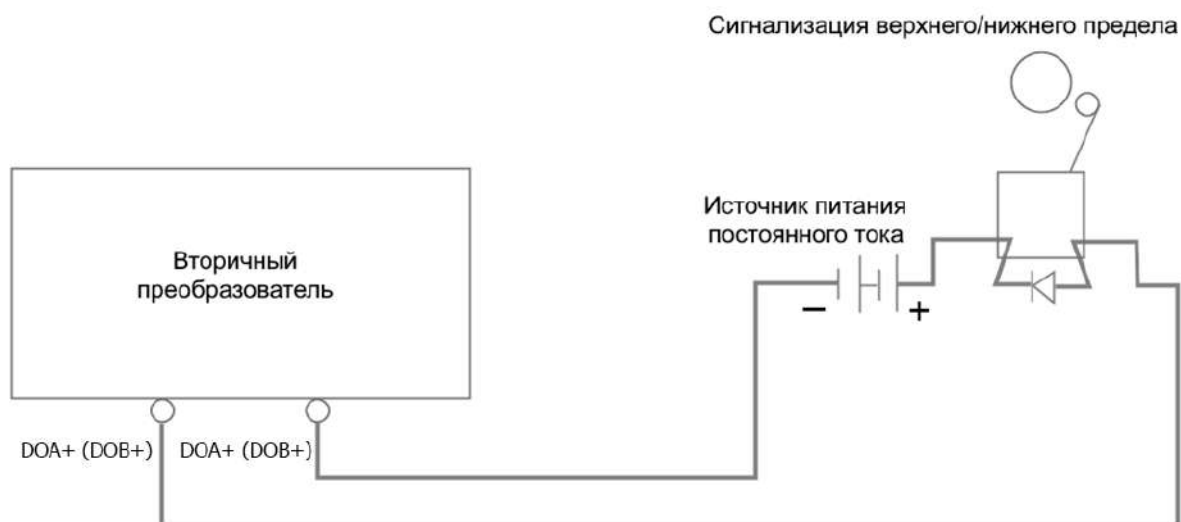 Сигнализация верхнего/нижнего предела
Источник питания
постоянного тока
Вторичный
преобразователь
− +
DOA+ (DOB+) DOA+ (DOB+)